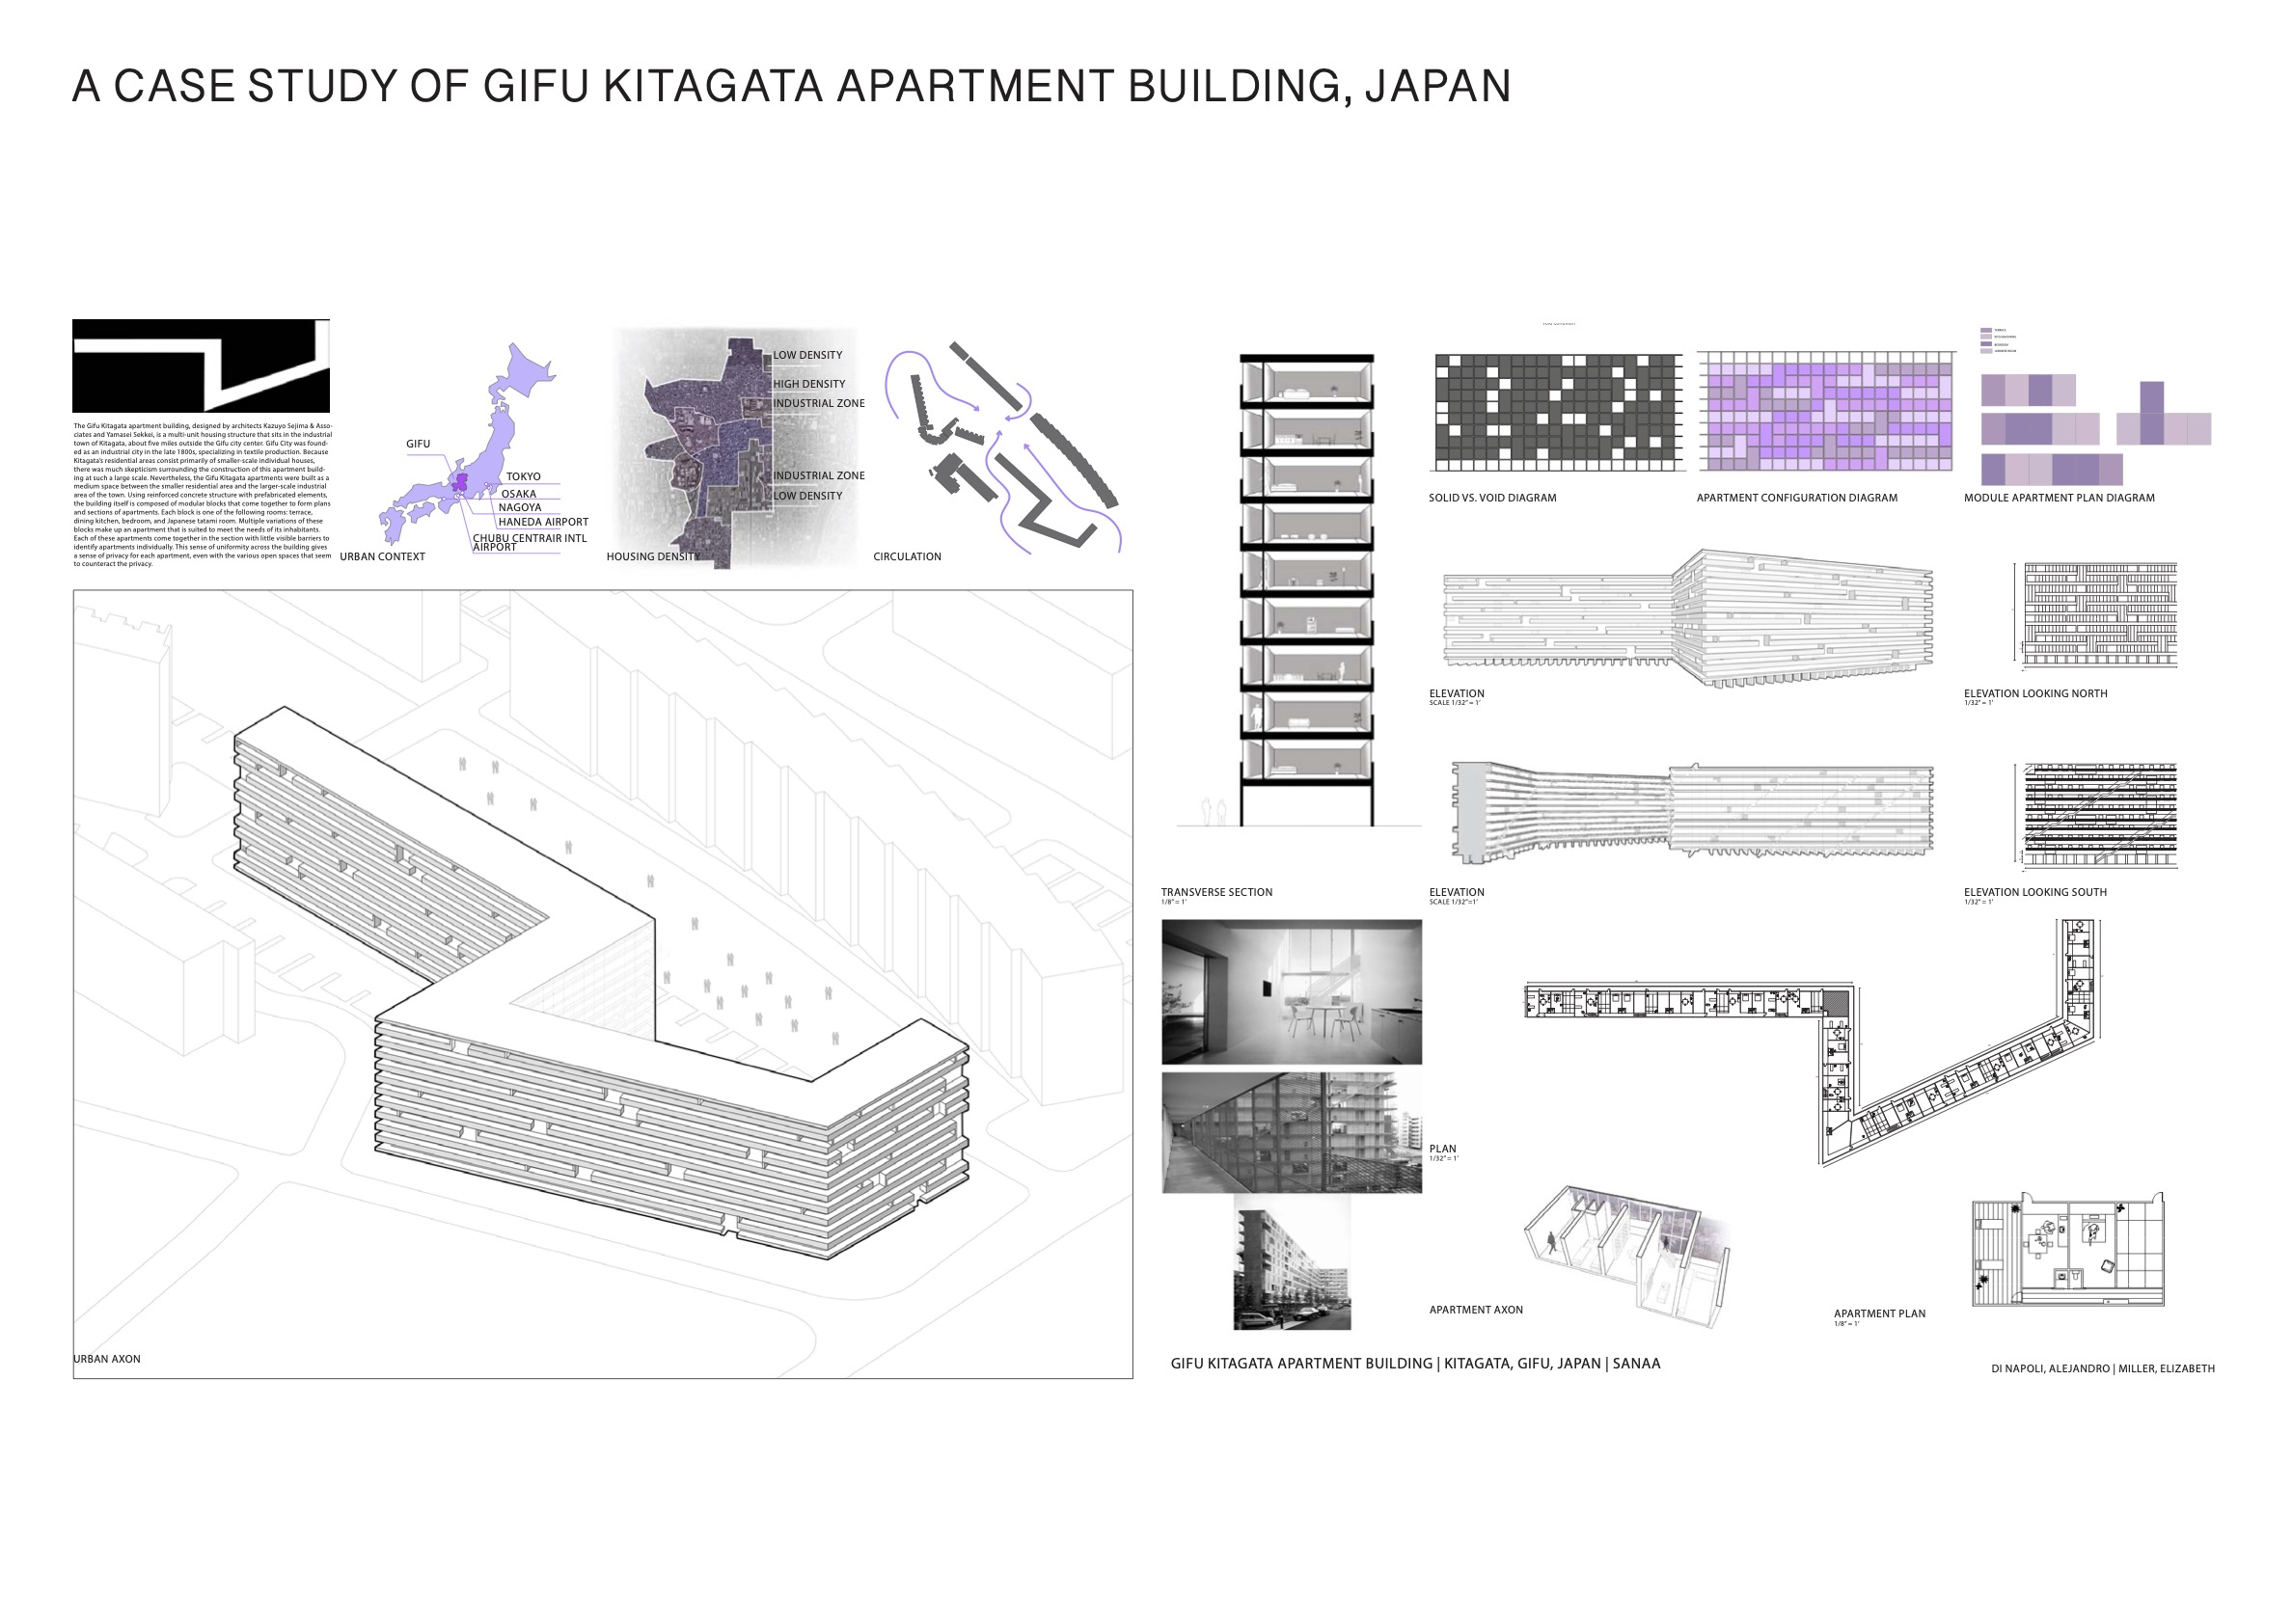 A CASE STUDY OF GIFU KITAGATA APARTMENT BUILDING, JAPAN
The Gifu Kitagata apartment building, designed by architects Kazuyo Sejima & Asso-
ciates and Yamasei Sekkei, is a multi-unit housing structure that sits in the industrial
town of Kitagata, about five miles outside the Gifu city center. Gifu City was found-
ed as an industrial city in the late 1800s, specializing in textile production. Because
Kitagata's residential areas consist primarily of smaller-scale individual houses,
there was much skepticism surrounding the construction of this apartment build-
ing at such a large scale. Nevertheless, the Gifu Kitagata apartments were built as a
medium space between the smaller residential area and the larger-scale industrial
area of the town. Using reinforced concrete structure with prefabricated elements,
the building itself is composed of modular blocks that come together to form plans
and sections of apartments. Each block is one of the following rooms: terrace,
dining kitchen, bedroom, and Japanese tatami room. Multiple variations of these
blocks make up an apartment that is suited to meet the needs of its inhabitants.
Each of these apartments come together in the section with little visible barriers to
identify apartments individually. This sense of uniformity across the building gives
a sense of privacy for each apartment, even with the various open spaces that seem
to counteract the privacy.
GIFU
TOKYO
OSAKA
NAGOYA
HANEDA AIRPORT
CHUBU CENTRAIR INTL
AIRPORT
URBAN CONTEXT
LOW DENSITY
HIGH DENSITY
INDUSTRIAL ZONE
INDUSTRIAL ZONE
LOW DENSITY
HOUSING DENSITY
CIRCULATION
URBAN AXON
TRANSVERSE SECTION
1/8" = 1'
SOLID VS. VOID DIAGRAM
APARTMENT CONFIGURATION DIAGRAM
MODULE APARTMENT PLAN DIAGRAM
ELEVATION
SCALE 1/32" = 1'
ELEVATION LOOKING NORTH
1/32" = 1'
ELEVATION
SCALE 1/32"=1'
ELEVATION LOOKING SOUTH
1/32" = 1'
PLAN
1/32" = 1'
APARTMENT AXON
APARTMENT PLAN
1/8" = 1'
GIFU KITAGATA APARTMENT BUILDING | KITAGATA, GIFU, JAPAN | SANAA
DI NAPOLI, ALEJANDRO | MILLER, ELIZABETH